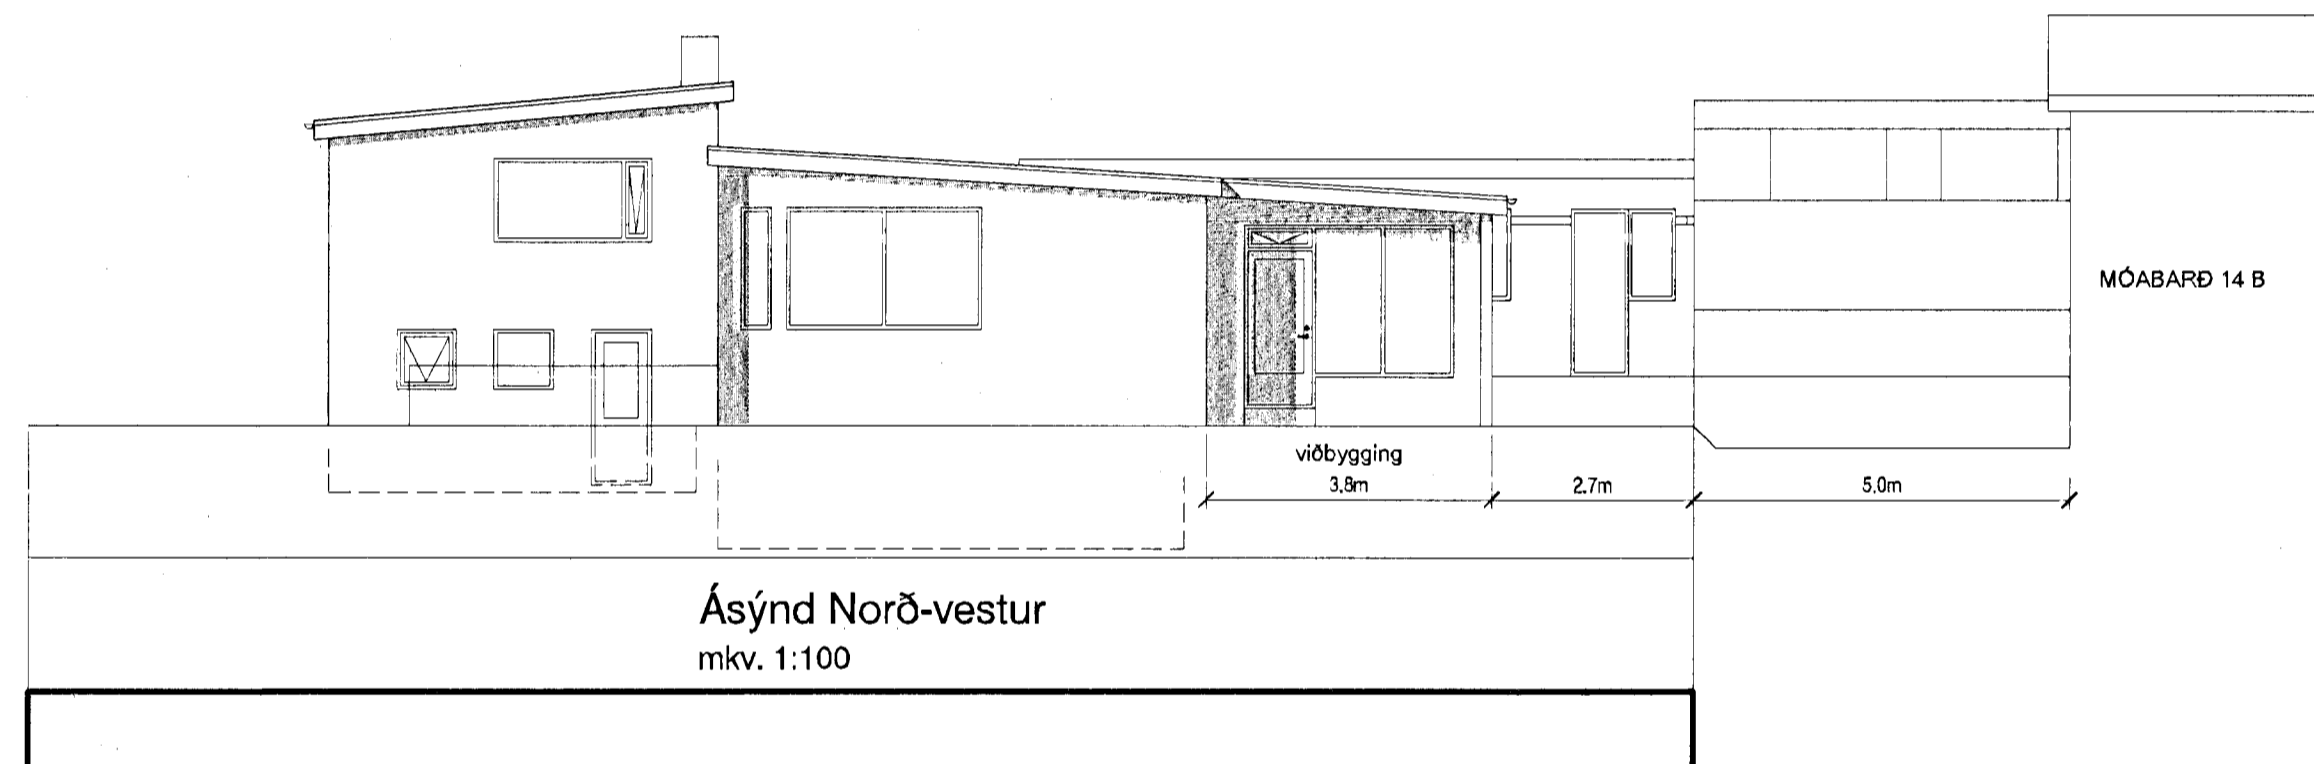 MÓABARÐ 14 B
viðbygging
3.8m
2.7m
5.0m
Ásýnd Norð-vestur
mkv. 1:100